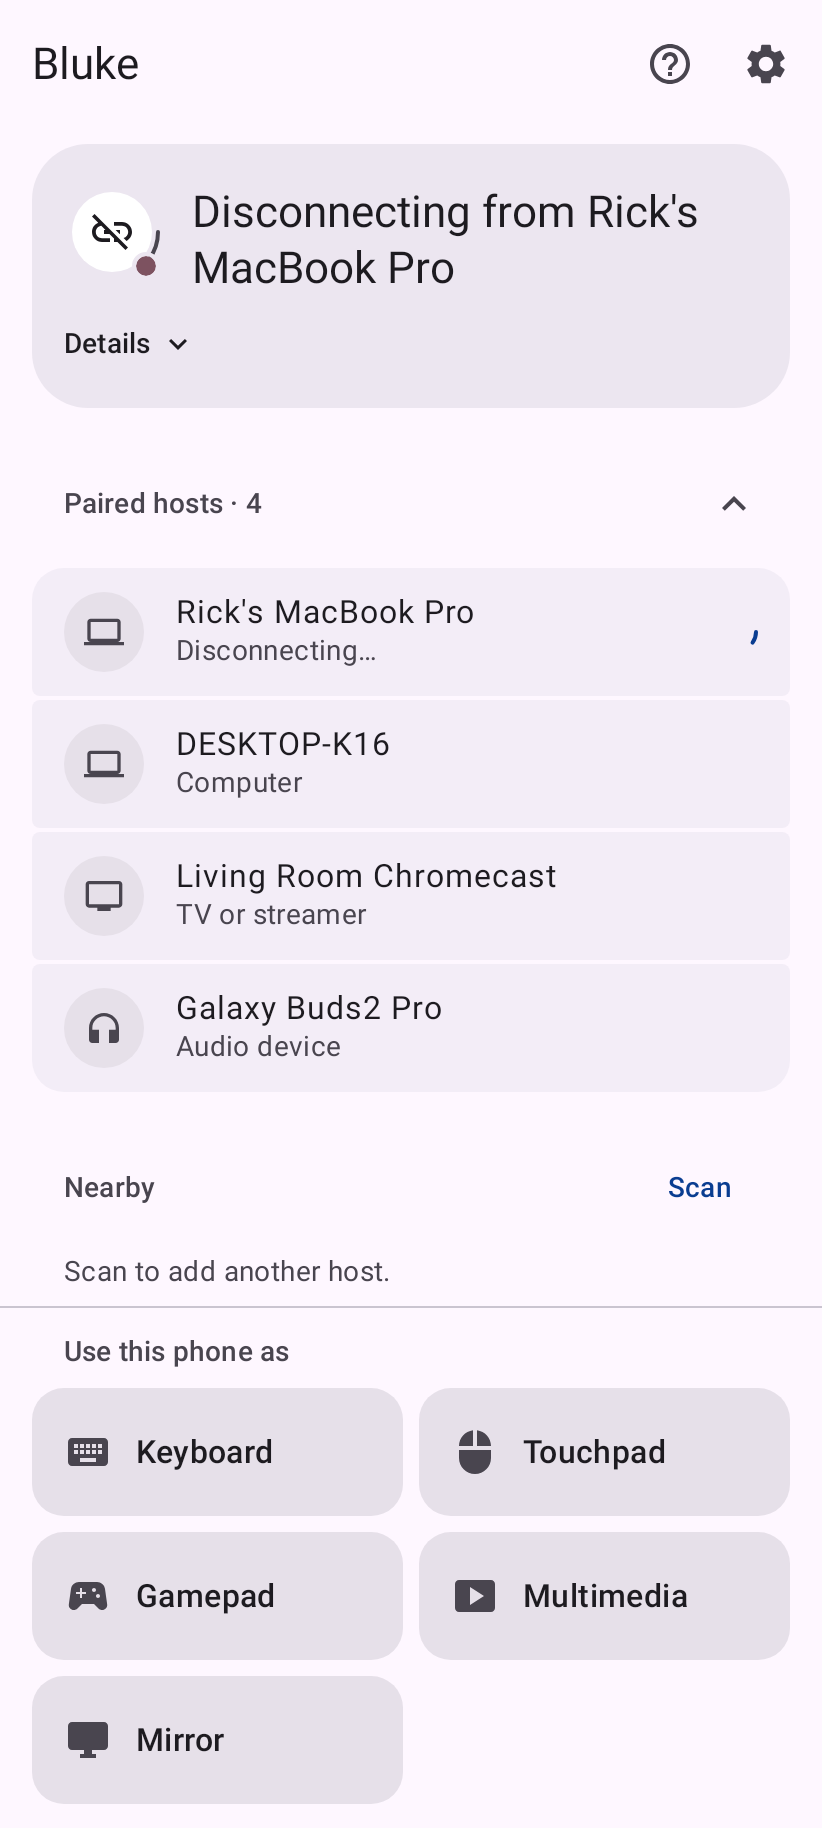 Bluke
Disconnecting from Rick's
MacBook Pro
Details
Paired hosts · 4
Rick's MacBook Pro
Disconnecting…
DESKTOP-K16
Computer
Living Room Chromecast
TV or streamer
Galaxy Buds2 Pro
Audio device
Nearby
Scan
Scan to add another host.
Use this phone as
Keyboard
Touchpad
Gamepad
Multimedia
Mirror